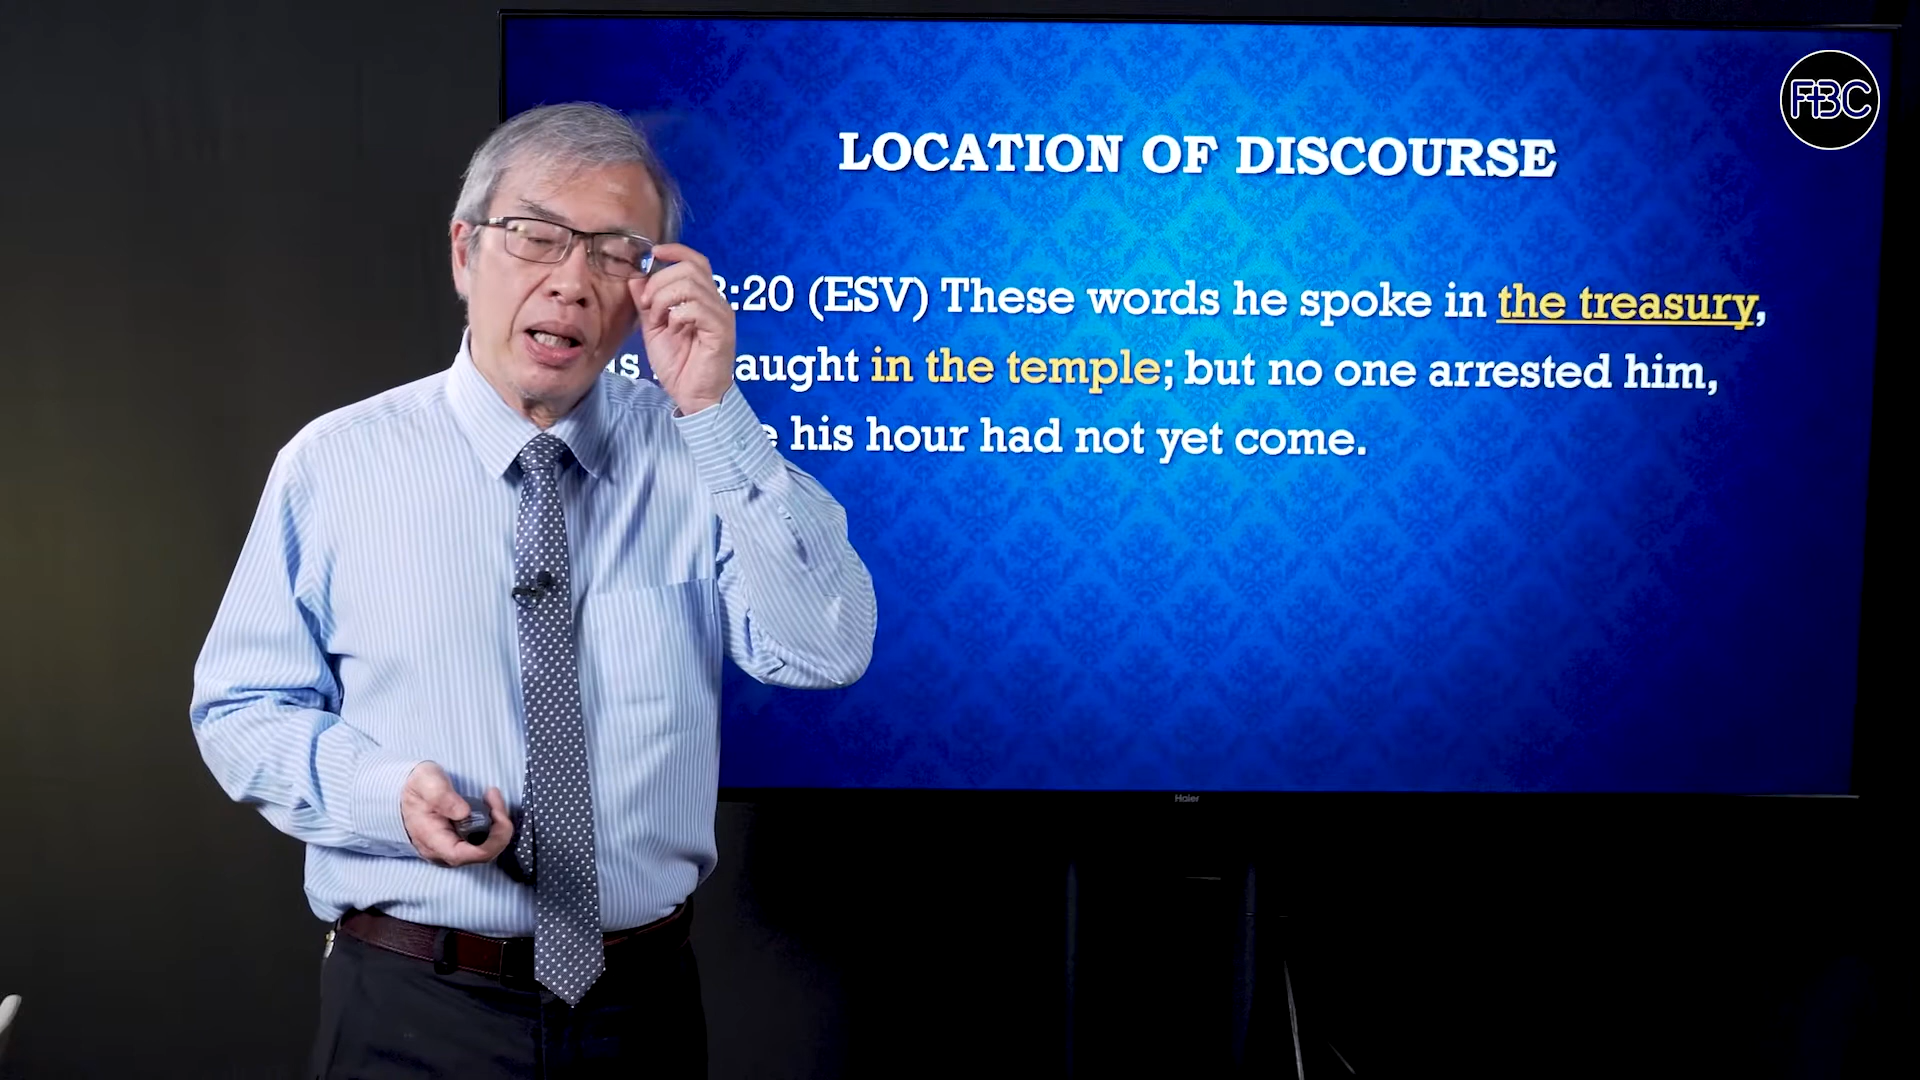 FBC
LOCATION OF DISCOURSE
:20 (ESV) These words he spoke in the treasury,
aught in the temple; but no one arrested him,
his hour had not yet come.
Haier